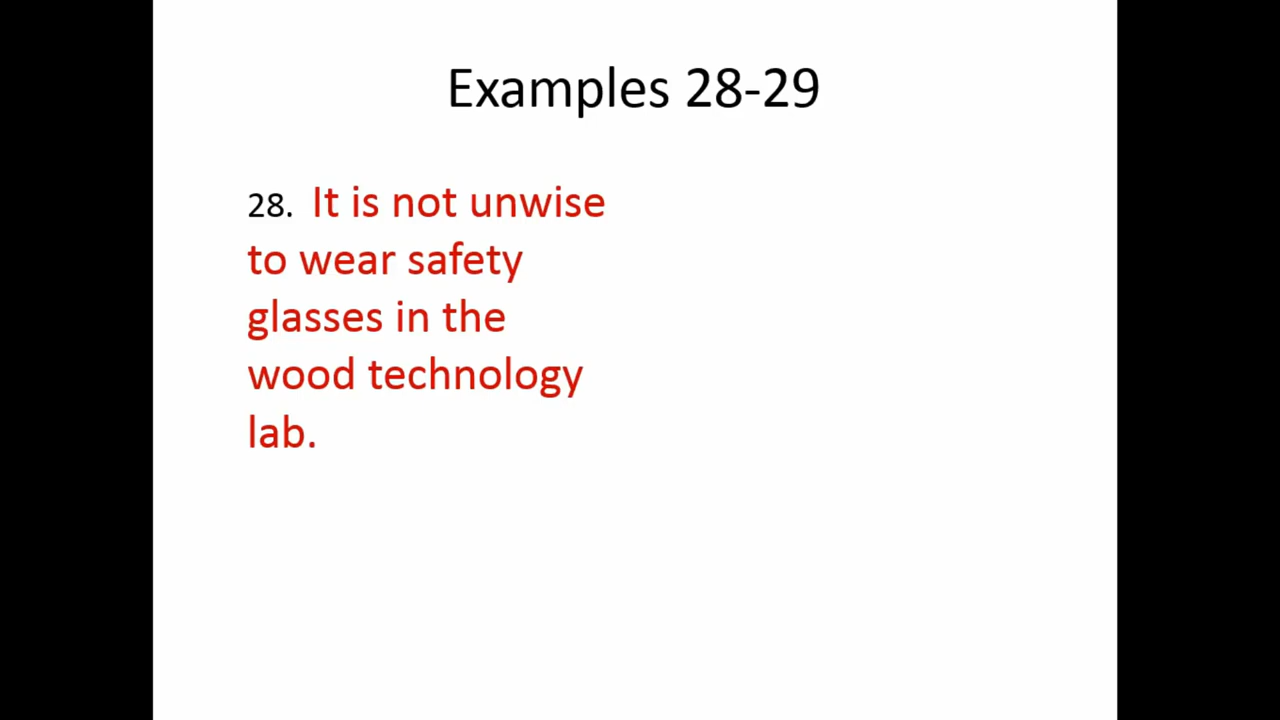 Examples 28-29
28. It is not unwise
to wear safety
glasses in the
wood technology
lab.